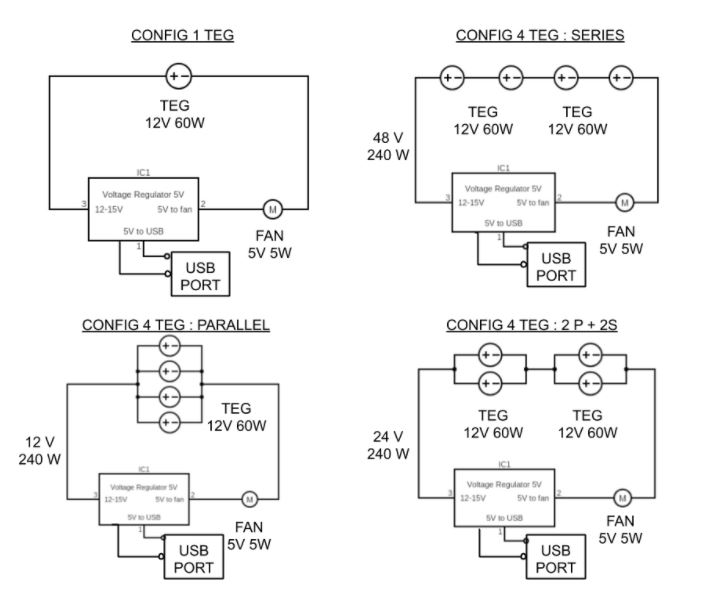 CONFIG 1 TEG
+ -
TEG
12V 60W
IC1
Voltage Regulator 5V
3
12-15V
5V to fan
2
5V to USB
1
M
FAN
5V 5W
USB
PORT
CONFIG 4 TEG : SERIES
+ -
+ -
+ -
+ -
TEG
12V 60W
TEG
12V 60W
48 V
240 W
IC1
Voltage Regulator 5V
3
12-15V
5V to fan
2
5V to USB
1
M
FAN
5V 5W
USB
PORT
CONFIG 4 TEG : PARALLEL
+ -
+ -
+ -
+ -
TEG
12V 60W
12 V
240 W
IC1
Voltage Regulator 5V
3
12-15V
5V to fan
2
5V to USB
1
M
FAN
5V 5W
USB
PORT
CONFIG 4 TEG : 2 P + 2S
+ -
+ -
+ -
+ -
TEG
12V 60W
TEG
12V 60W
24 V
240 W
IC1
Voltage Regulator 5V
3
12-15V
5V to fan
2
5V to USB
1
M
FAN
5V 5W
USB
PORT